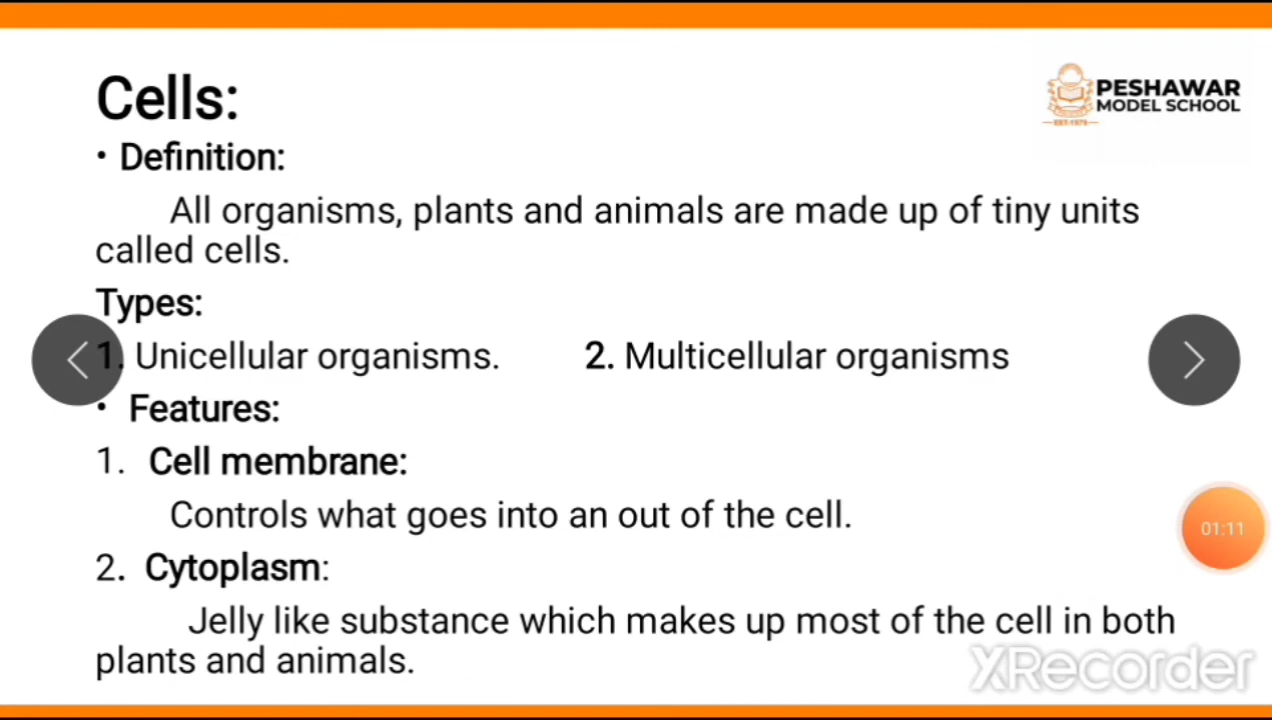 Cells:
PESHAWAR
MODEL SCHOOL
• Definition:
All organisms, plants and animals are made up of tiny units
called cells.
Types:
1. Unicellular organisms. 2. Multicellular organisms
• Features:
1. Cell membrane:
Controls what goes into an out of the cell.
01:11
2. Cytoplasm:
Jelly like substance which makes up most of the cell in both
plants and animals.
XRecorder